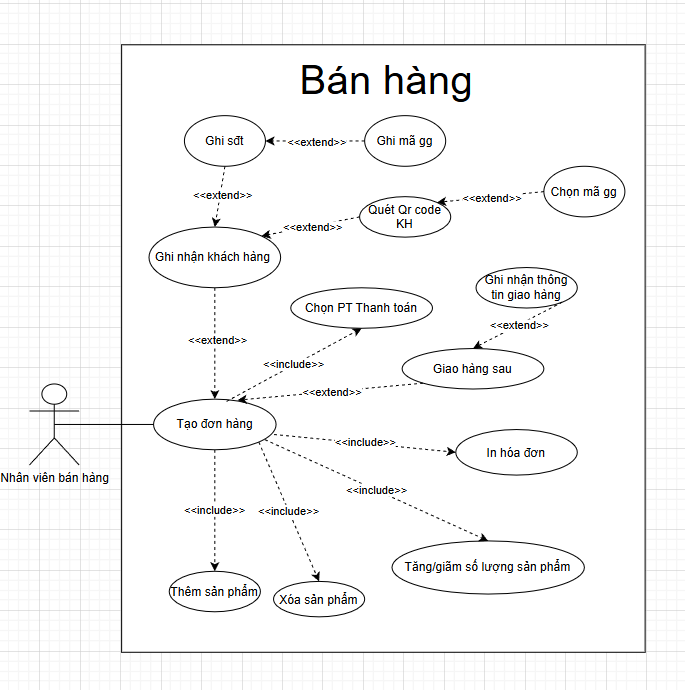 Bán hàng
Ghi sđt
<<extend>>
Ghi mã gg
<<extend>>
Quét Qr code
KH
<<extend>>
Chọn mã gg
<<extend>>
Ghi nhận khách hàng
Ghi nhận thông
tin giao hàng
Chọn PT Thanh toán
<<extend>>
<<extend>>
<<include>>
Giao hàng sau
<<extend>>
Tạo đơn hàng
<<include>>
In hóa đơn
Nhân viên bán hàng
<<include>>
<<include>>
<<include>>
Tăng/giãm số lượng sản phẩm
Thêm sản phẩm
Xóa sản phẩm